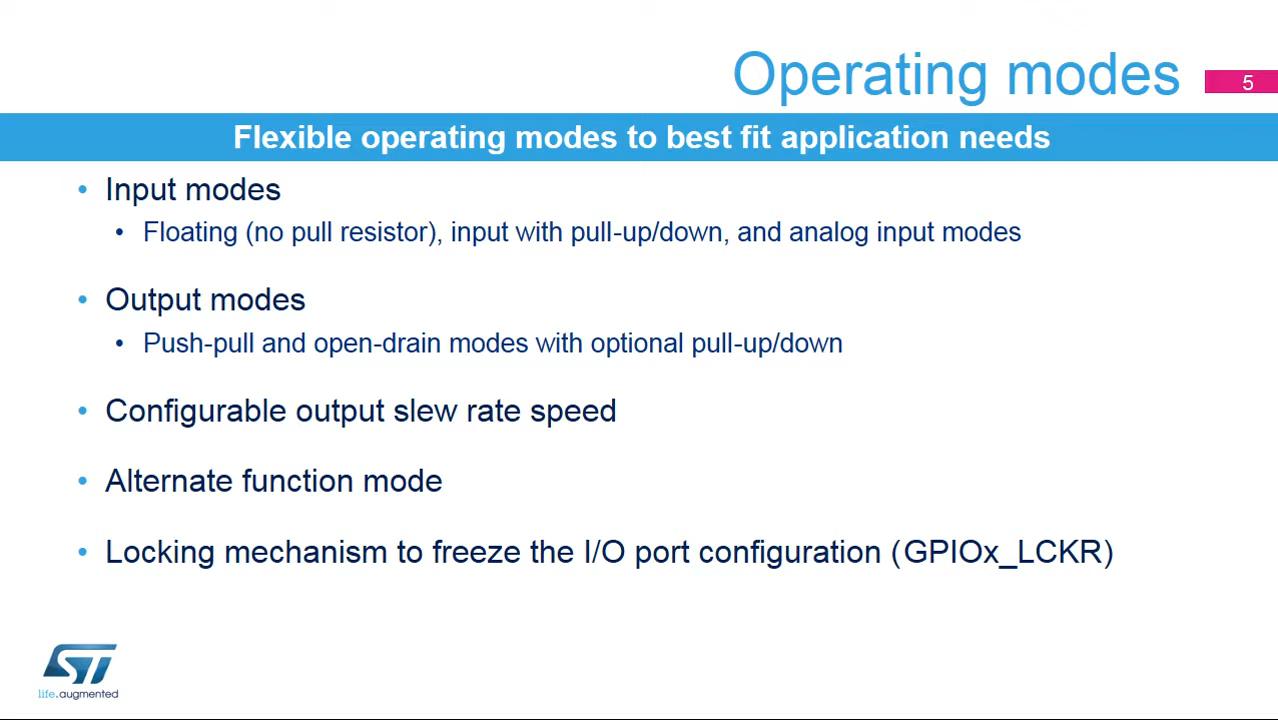 Operating modes
5
Flexible operating modes to best fit application needs
• Input modes
• Floating (no pull resistor), input with pull-up/down, and analog input modes
• Output modes
• Push-pull and open-drain modes with optional pull-up/down
• Configurable output slew rate speed
• Alternate function mode
• Locking mechanism to freeze the I/O port configuration (GPIOx_LCKR)
ST
life.augmented